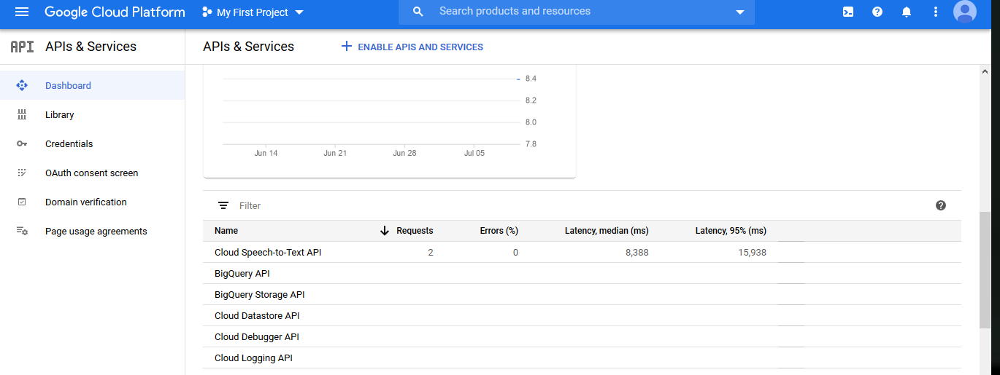 Google Cloud Platform My First Project Search products and resources
API APIs & Services APIs & Services + ENABLE APIS AND SERVICES
Dashboard
Library
Credentials
OAuth consent screen
Domain verification
Page usage agreements
8.4
8.2
8.0
7.8
Jun 14 Jun 21 Jun 28 Jul 05
Filter
Name Requests Errors (%) Latency, median (ms) Latency, 95% (ms)
Cloud Speech-to-Text API 2 0 8,388 15,938
BigQuery API
BigQuery Storage API
Cloud Datastore API
Cloud Debugger API
Cloud Logging API